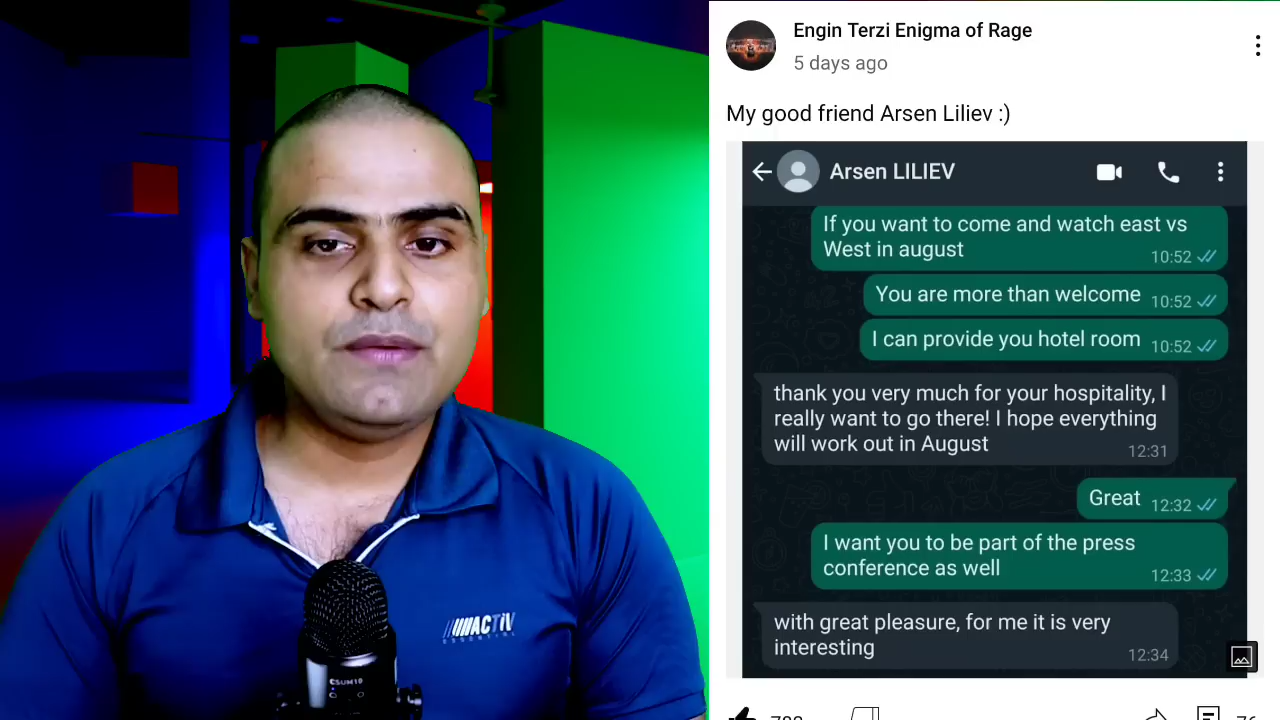 Engin Terzi Enigma of Rage
5 days ago
My good friend Arsen Liliev :)
Arsen LILIEV
If you want to come and watch east vs
West in august
10:52
You are more than welcome
10:52
I can provide you hotel room
10:52
thank you very much for your hospitality, I
really want to go there! I hope everything
will work out in August
12:31
Great
12:32
I want you to be part of the press
conference as well
12:33
with great pleasure, for me it is very
interesting
12:34
ACTIV
ESSENTIAL